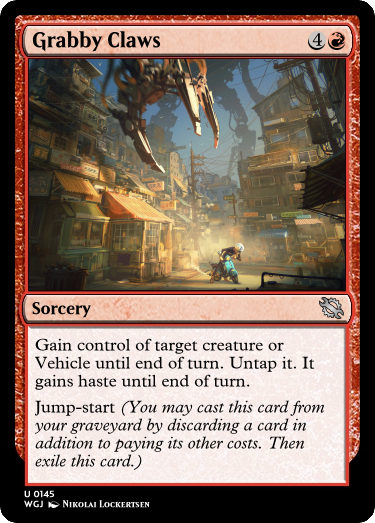 Grabby Claws 4
Sorcery
Gain control of target creature or
Vehicle until end of turn. Untap it. It
gains haste until end of turn.
Jump-start (You may cast this card from
your graveyard by discarding a card in
addition to paying its other costs. Then
exile this card.)
U 0145
WGJ Nikolai Lockertsen